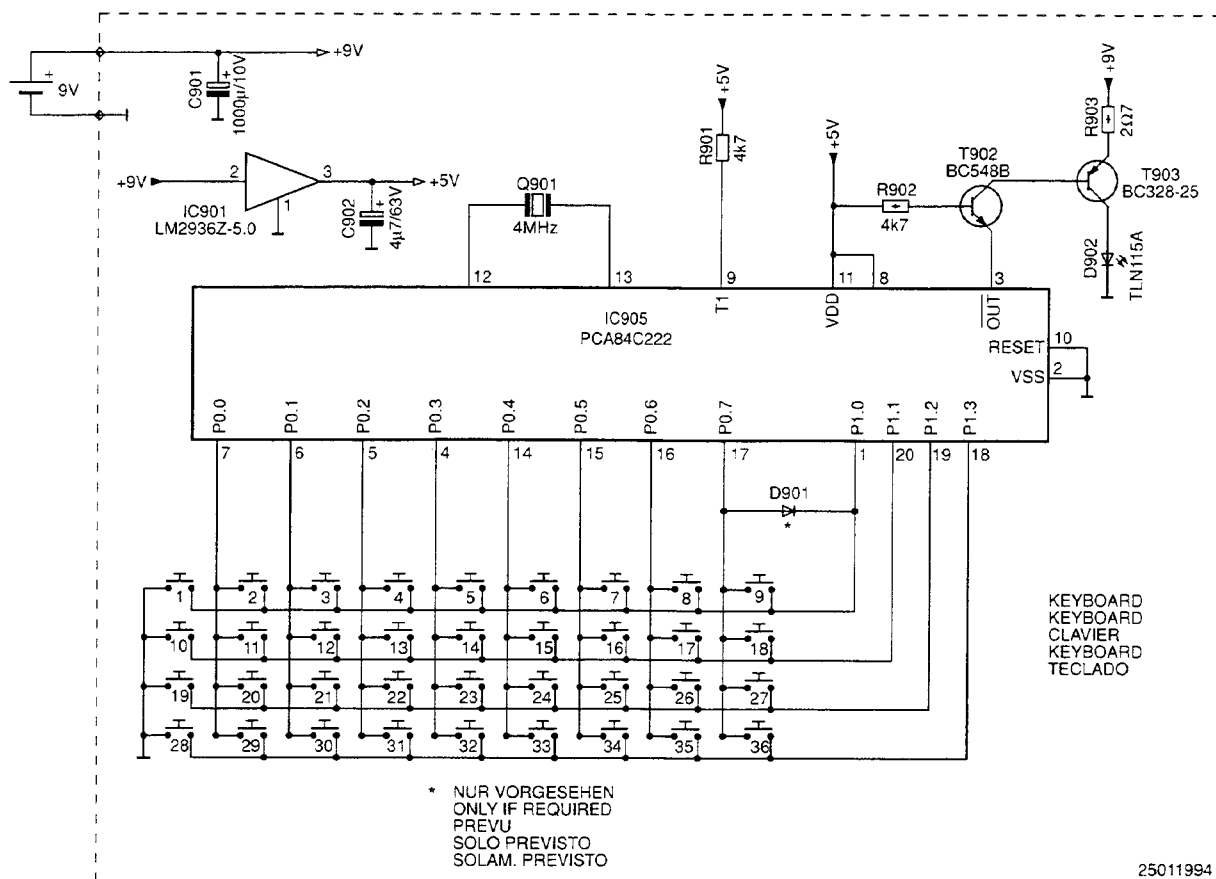 +9V
9V
C901
1000µ/10V
+9V
2
3
1
+5V
IC901
LM2936Z-5.0
C902
4µ7/63V
Q901
4MHz
+5V
R901
4k7
+5V
R902
4k7
T902
BC548B
+9V
R903
2Ω7
T903
BC328-25
D902
TLN115A
12
13
9
11
8
3
T1
VDD
OUT
IC905
PCA84C222
RESET
10
VSS
2
P0.0
P0.1
P0.2
P0.3
P0.4
P0.5
P0.6
P0.7
P1.0
P1.1
P1.2
P1.3
7
6
5
4
14
15
16
17
1
20
19
18
D901
*
1 2 3 4 5 6 7 8 9
10 11 12 13 14 15 16 17 18
19 20 21 22 23 24 25 26 27
28 29 30 31 32 33 34 35 36
KEYBOARD
KEYBOARD
CLAVIER
KEYBOARD
TECLADO
* NUR VORGESEHEN
ONLY IF REQUIRED
PREVU
SOLO PREVISTO
SOLAM. PREVISTO
25011994